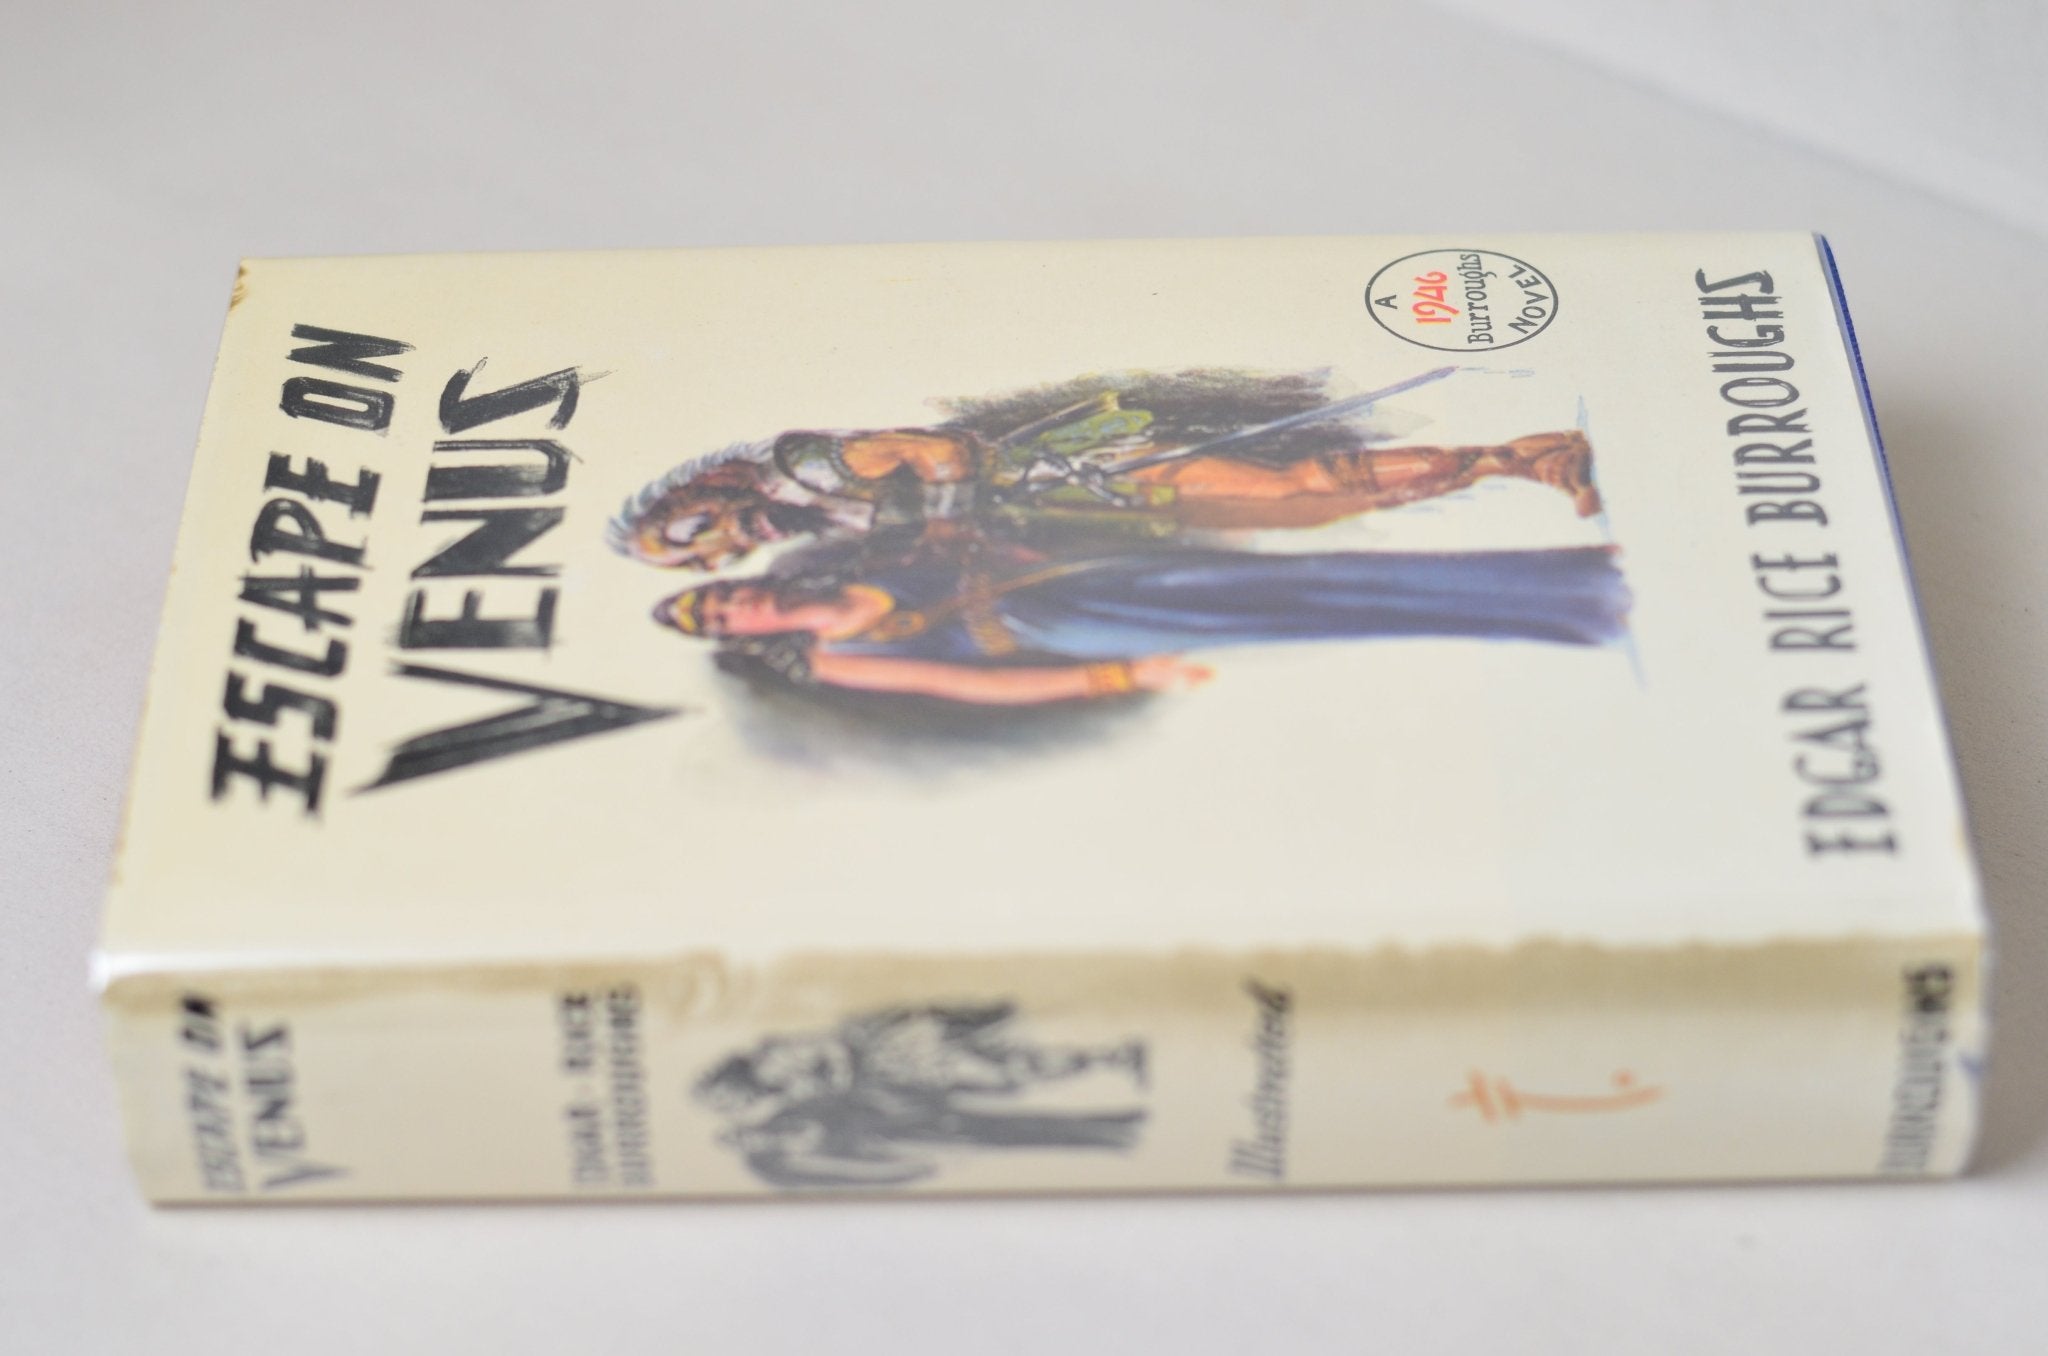 ESCAPE ON
VENUS
A
1946
Burroughs
NOVEL
EDGAR RICE BURROUGHS
ESCAPE ON
VENUS
EDGAR RICE
BURROUGHS
Illustrated
BURROUGHS